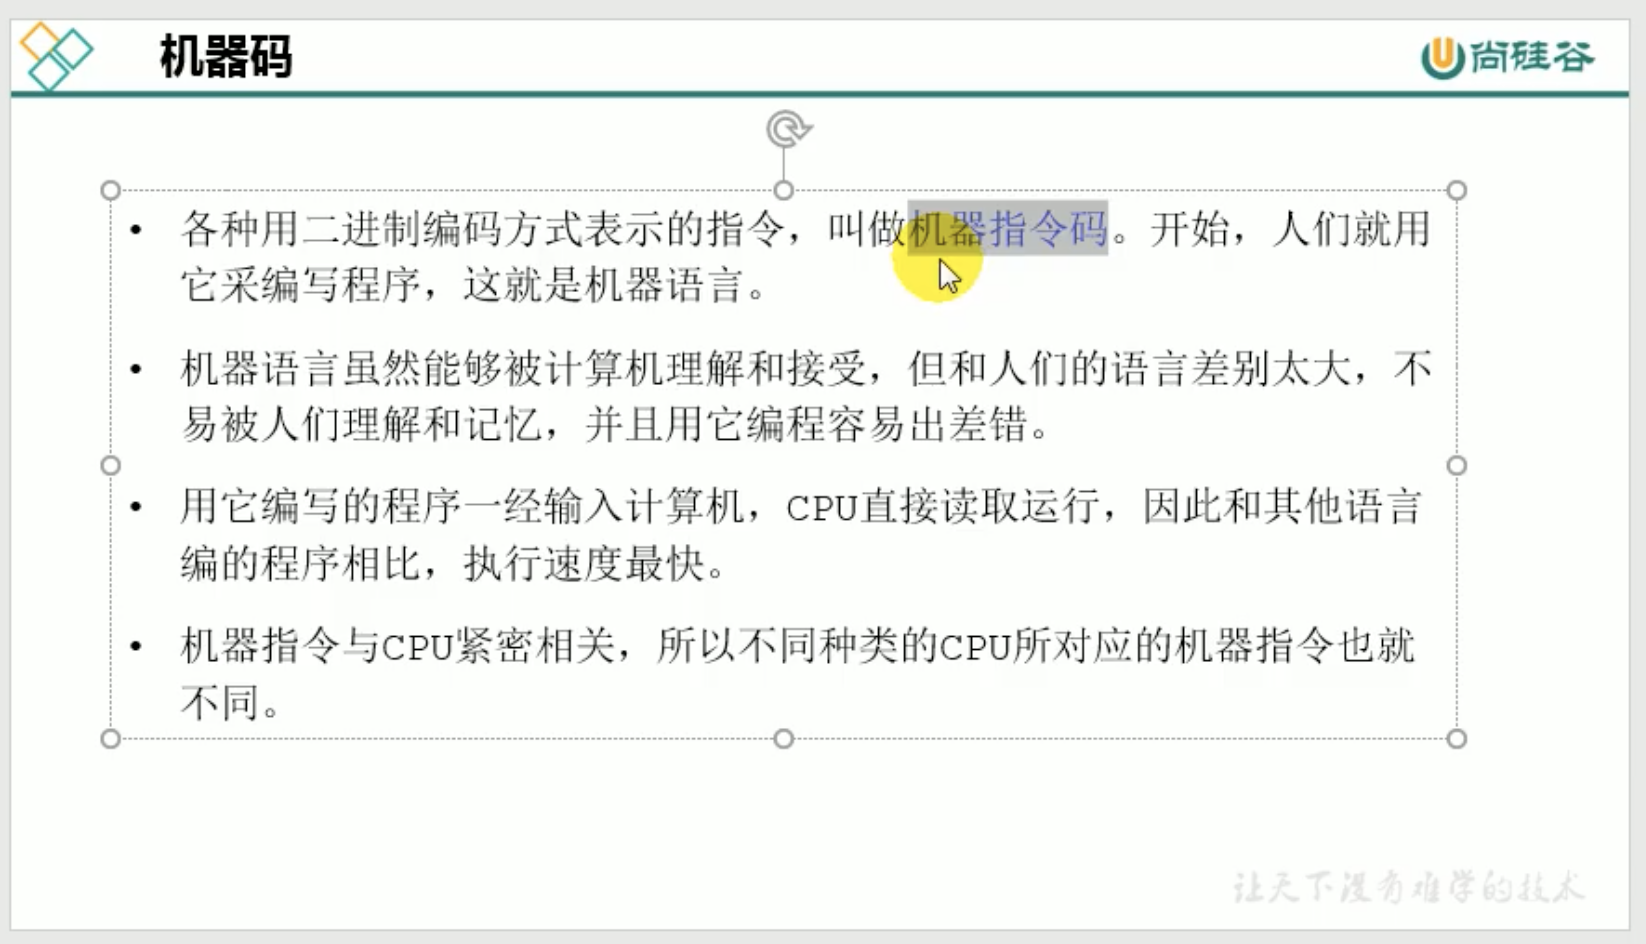 机器码
尚硅谷
• 各种用二进制编码方式表示的指令，叫做机器指令码。开始，人们就用
它采编写程序，这就是机器语言。
• 机器语言虽然能够被计算机理解和接受，但和人们的语言差别太大，不
易被人们理解和记忆，并且用它编程容易出差错。
• 用它编写的程序一经输入计算机，CPU直接读取运行，因此和其他语言
编的程序相比，执行速度最快。
• 机器指令与CPU紧密相关，所以不同种类的CPU所对应的机器指令也就
不同。
让天下没有难学的技术